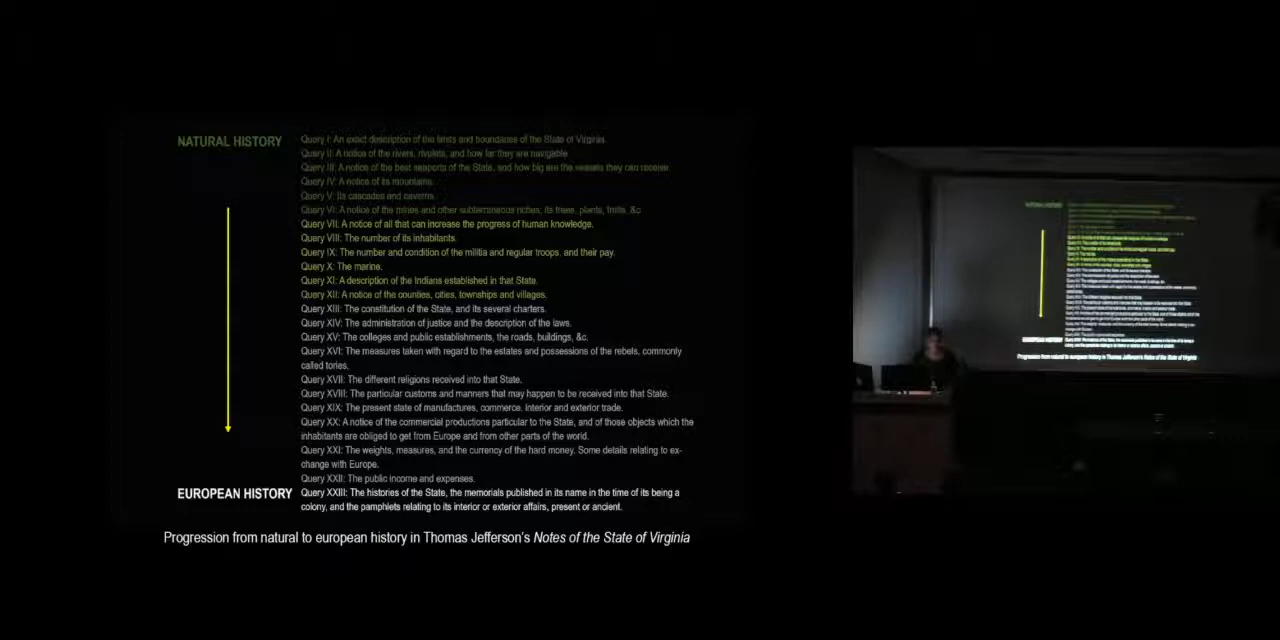 NATURAL HISTORY
Query I: An exact description of the limits and boundaries of the State of Virginia.
Query II: A notice of the rivers, rivulets, and how far they are navigable
Query III: A notice of the best seaports of the State, and how big are the vessels they can receive.
Query IV: A notice of its mountains.
Query V: Its cascades and caverns.
Query VI: A notice of the mines and other subterraneous riches; its trees, plants, fruits, &c
Query VII: A notice of all that can increase the progress of human knowledge.
Query VIII: The number of its inhabitants.
Query IX: The number and condition of the militia and regular troops, and their pay.
Query X: The marine.
Query XI: A description of the Indians established in that State.
Query XII: A notice of the counties, cities, townships and villages.
Query XIII: The constitution of the State, and its several charters.
Query XIV: The administration of justice and the description of the laws.
Query XV: The colleges and public establishments, the roads, buildings, &c.
Query XVI: The measures taken with regard to the estates and possessions of the rebels, commonly
called tories.
Query XVII: The different religions received into that State.
Query XVIII: The particular customs and manners that may happen to be received into that State.
Query XIX: The present state of manufactures, commerce, interior and exterior trade.
Query XX: A notice of the commercial productions particular to the State, and of those objects which the
inhabitants are obliged to get from Europe and from other parts of the world.
Query XXI: The weights, measures, and the currency of the hard money. Some details relating to ex-
change with Europe.
Query XXII: The public income and expenses.
EUROPEAN HISTORY
Query XXIII: The histories of the State, the memorials published in its name in the time of its being a
colony, and the pamphlets relating to its interior or exterior affairs, present or ancient.
Progression from natural to european history in Thomas Jefferson's Notes of the State of Virginia
EUROPEAN HISTORY
Progression from natural to european history in Thomas Jefferson's Notes of the State of Virginia